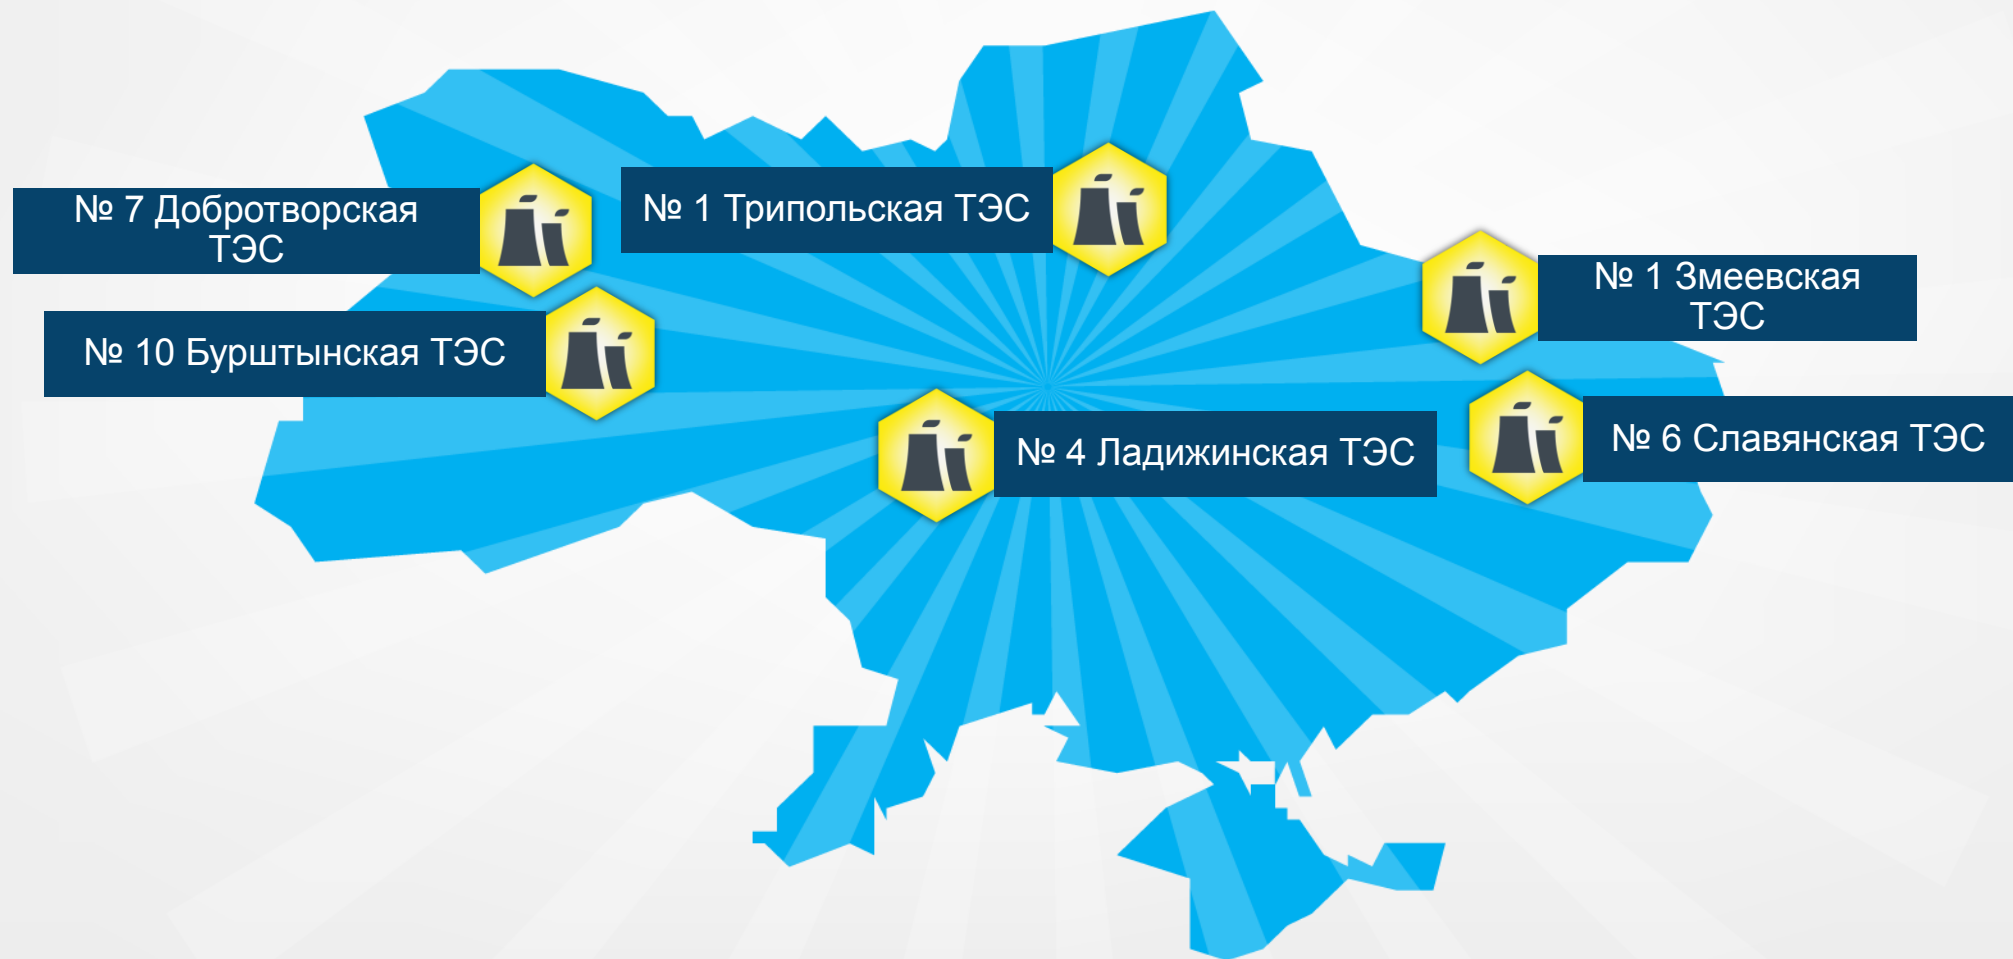 № 7 Добротворская
ТЭС
№ 1 Трипольская ТЭС
№ 1 Змеевская
ТЭС
№ 10 Бурштынская ТЭС
№ 4 Ладижинская ТЭС
№ 6 Славянская ТЭС